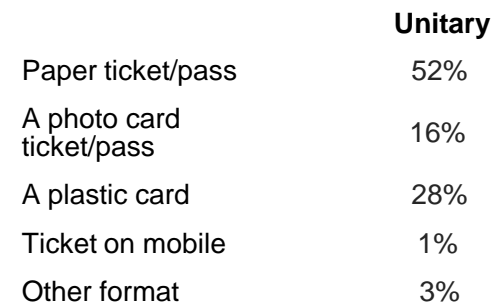 Unitary
Paper ticket/pass 52%
A photo card
ticket/pass 16%
A plastic card 28%
Ticket on mobile 1%
Other format 3%